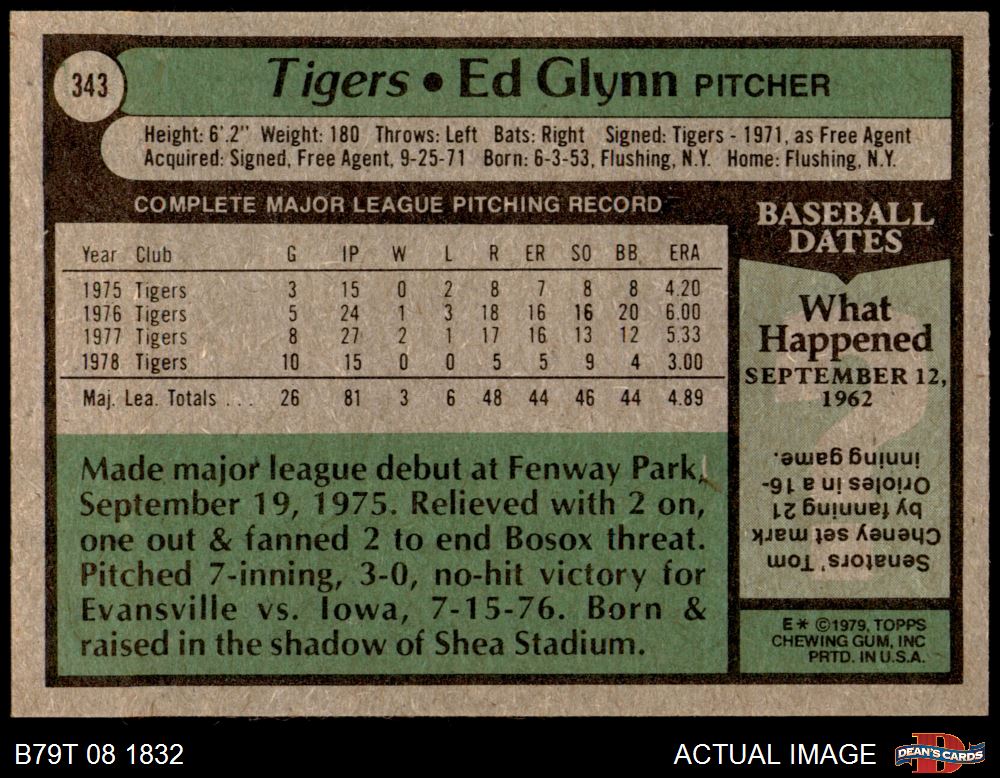 343
Tigers • Ed Glynn PITCHER
Height: 6'.2" Weight: 180 Throws: Left Bats: Right Signed: Tigers - 1971, as Free Agent
Acquired: Signed, Free Agent, 9-25-71 Born: 6-3-53, Flushing, N.Y. Home: Flushing, N.Y.
COMPLETE MAJOR LEAGUE PITCHING RECORD
Year Club G IP W L R ER SO BB ERA
1975 Tigers 3 15 0 2 8 7 8 8 4.20
1976 Tigers 5 24 1 3 18 16 16 20 6.00
1977 Tigers 8 27 2 1 17 16 13 12 5.33
1978 Tigers 10 15 0 0 5 5 9 4 3.00
Maj. Lea. Totals . . . 26 81 3 6 48 44 46 44 4.89
Made major league debut at Fenway Park,
September 19, 1975. Relieved with 2 on,
one out & fanned 2 to end Bosox threat.
Pitched 7-inning, 3-0, no-hit victory for
Evansville vs. Iowa, 7-15-76. Born &
raised in the shadow of Shea Stadium.
BASEBALL
DATES
What
Happened
SEPTEMBER 12,
1962
Senators' Tom
Cheney set mark
by fanning 21
Orioles in a 16-
inning game.
E* ©1979, TOPPS
CHEWING GUM, INC
PRTD. IN U.S.A.
B79T 08 1832
ACTUAL IMAGE
DEAN'S CARDS